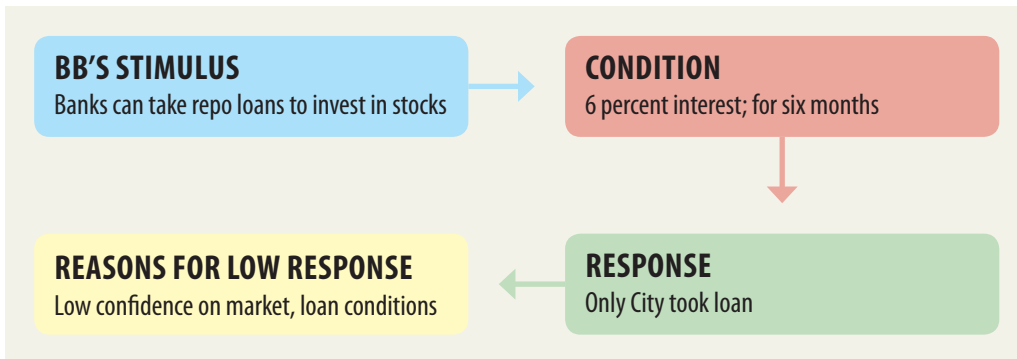 BB'S STIMULUS
Banks can take repo loans to invest in stocks
CONDITION
6 percent interest; for six months
RESPONSE
Only City took loan
REASONS FOR LOW RESPONSE
Low confidence on market, loan conditions